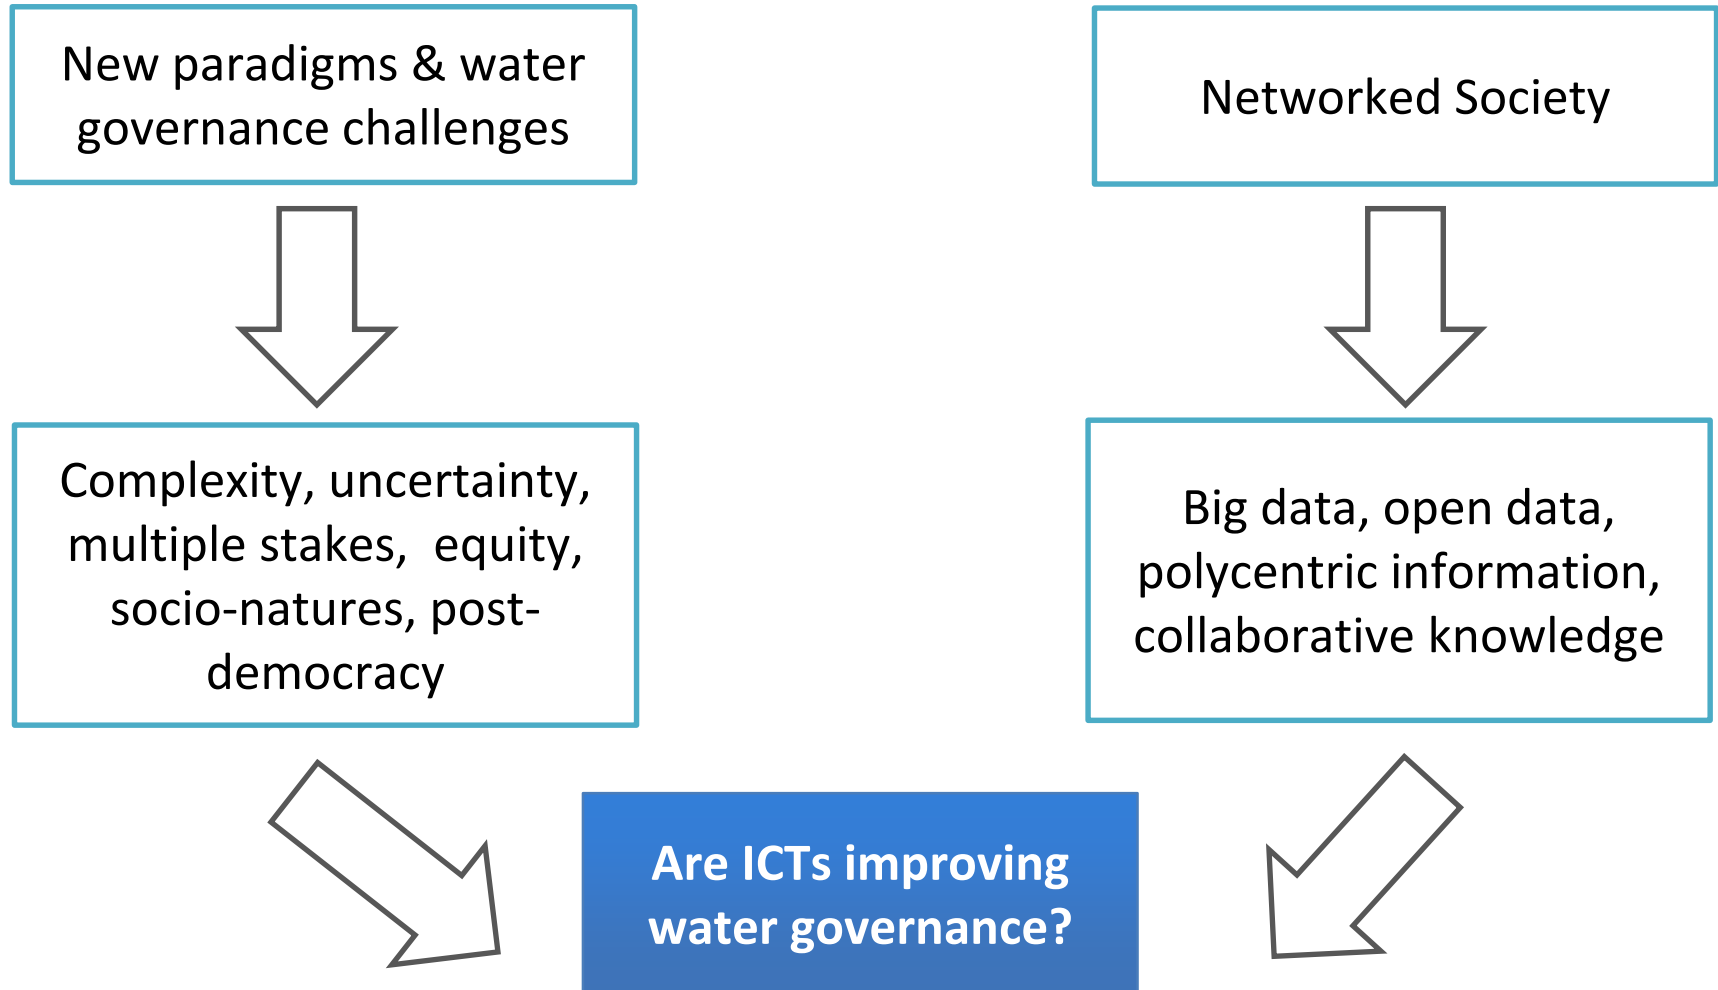 New paradigms & water
governance challenges
Networked Society
Complexity, uncertainty,
multiple stakes,  equity,
socio-natures, post-
democracy
Big data, open data,
polycentric information,
collaborative knowledge
Are ICTs improving
water governance?